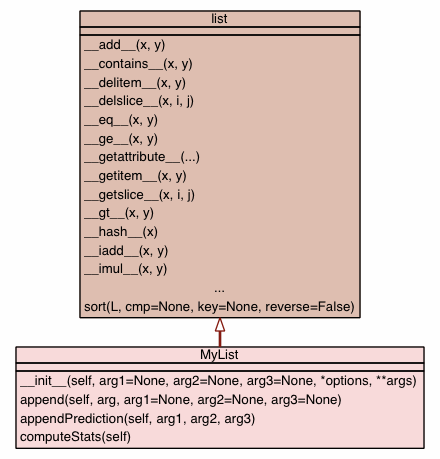 list
__add__(x, y)
__contains__(x, y)
__delitem__(x, y)
__delslice__(x, i, j)
__eq__(x, y)
__ge__(x, y)
__getattribute__(...)
__getitem__(x, y)
__getslice__(x, i, j)
__gt__(x, y)
__hash__(x)
__iadd__(x, y)
__imul__(x, y)
...
sort(L, cmp=None, key=None, reverse=False)
MyList
__init__(self, arg1=None, arg2=None, arg3=None, *options, **args)
append(self, arg, arg1=None, arg2=None, arg3=None)
appendPrediction(self, arg1, arg2, arg3)
computeStats(self)